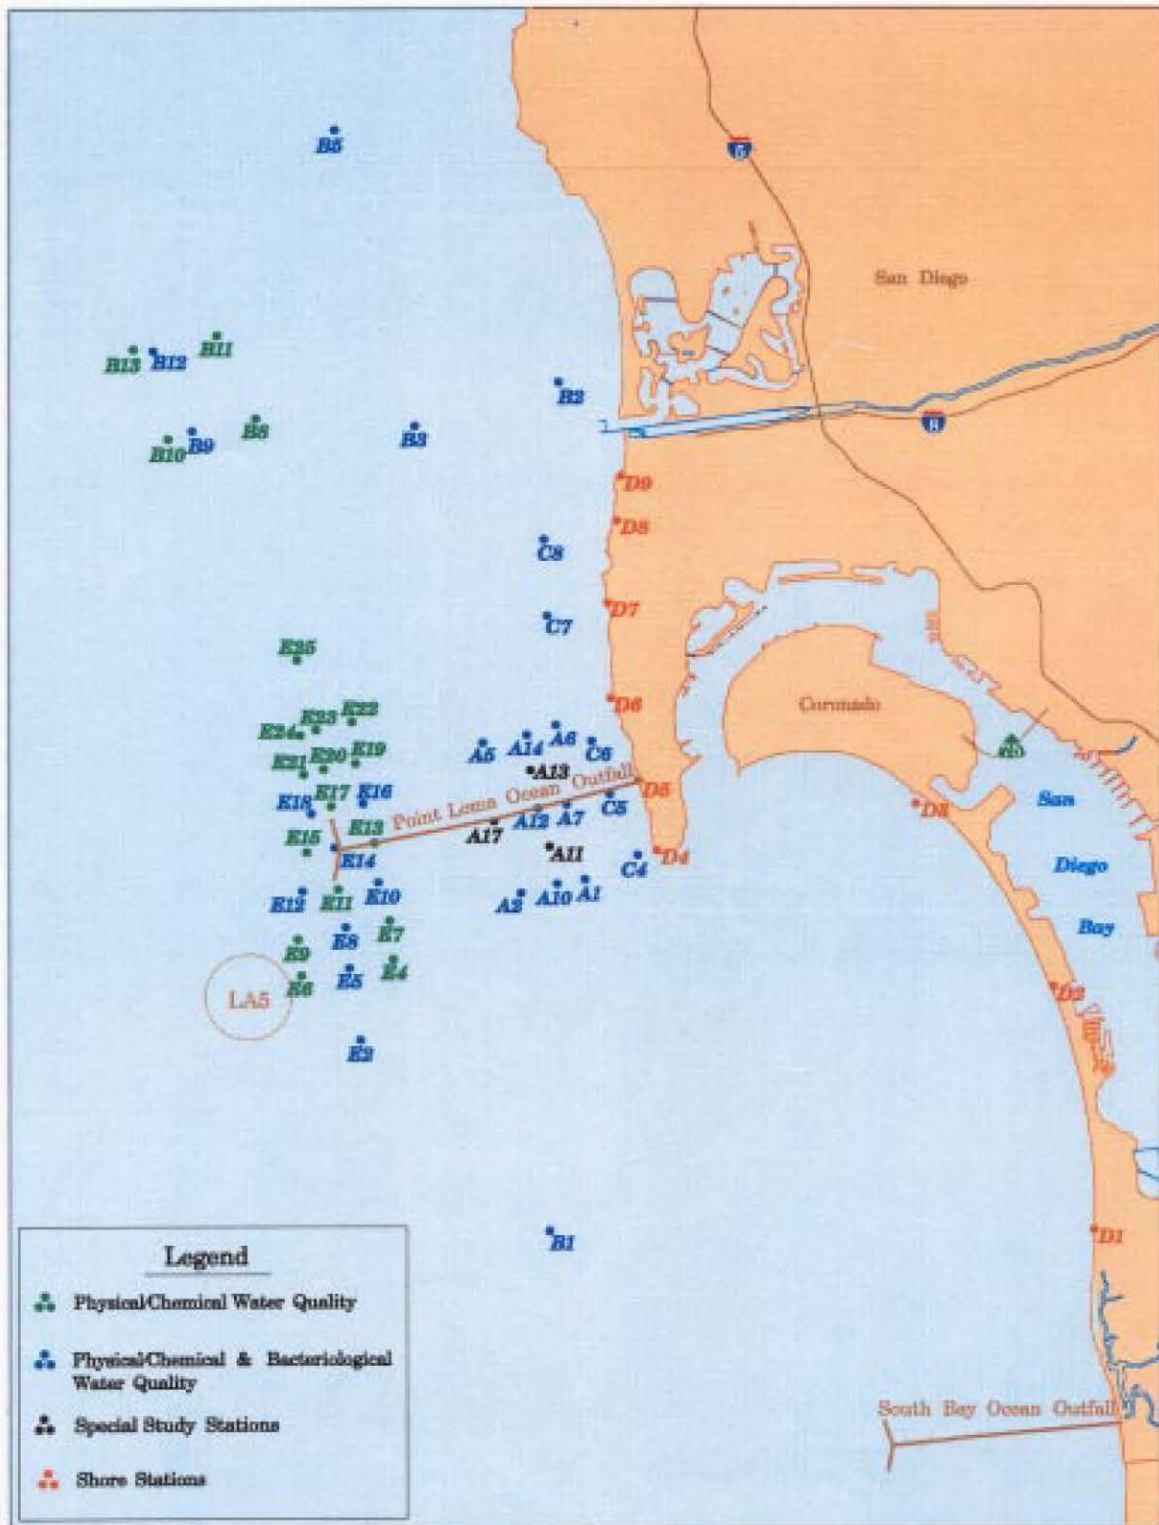 B5
5
San Diego
B13
B12
B11
B2
B10
B9
B8
B3
8
D9
D8
C8
D7
C7
E25
D6
Coronado
E24
E23
E22
A5
A14
A6
C6
E21
E20
E19
A13
Point Loma Ocean Outfall
D5
San
E18
E17
E16
A12
A7
C5
D3
E15
E13
A17
E14
A11
C4
D4
Diego
E12
E11
E10
A2
A10
A1
Bay
E9
E8
E7
LA5
E6
E5
E4
D2
E2
B1
D1
Legend
Physical/Chemical Water Quality
Physical/Chemical & Bacteriological
Water Quality
Special Study Stations
Shore Stations
South Bay Ocean Outfall